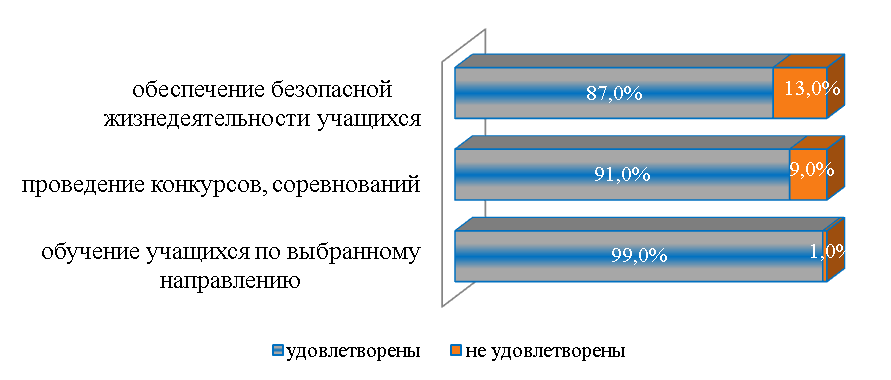 обеспечение безопасной
жизнедеятельности учащихся
87,0%
13,0%
проведение конкурсов, соревнований
91,0%
9,0%
обучение учащихся по выбранному
направлению
99,0%
1,0%
удовлетворены
не удовлетворены